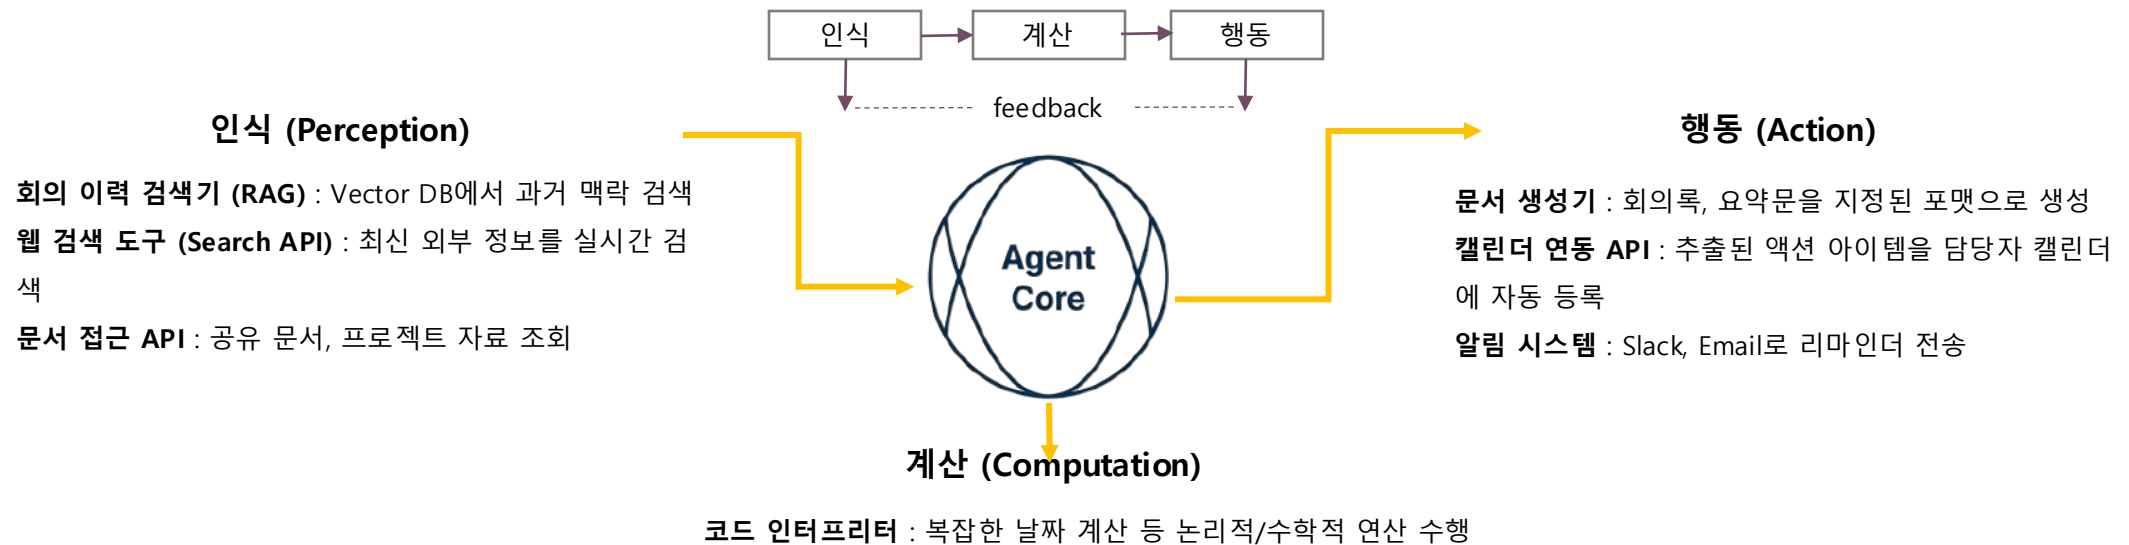 인식
계산
행동
feedback
인식 (Perception)
회의 이력 검색기 (RAG) : Vector DB에서 과거 맥락 검색
웹 검색 도구 (Search API) : 최신 외부 정보를 실시간 검
색
문서 접근 API : 공유 문서, 프로젝트 자료 조회
Agent
Core
행동 (Action)
문서 생성기 : 회의록, 요약문을 지정된 포맷으로 생성
캘린더 연동 API : 추출된 액션 아이템을 담당자 캘린더
에 자동 등록
알림 시스템 : Slack, Email로 리마인더 전송
계산 (Computation)
코드 인터프리터 : 복잡한 날짜 계산 등 논리적/수학적 연산 수행